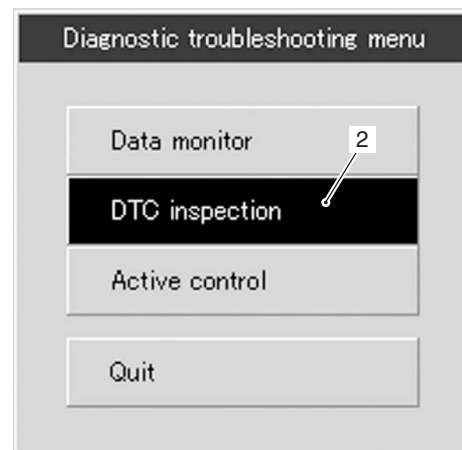 Diagnostic troubleshooting menu
Data monitor
2
DTC inspection
Active control
Quit